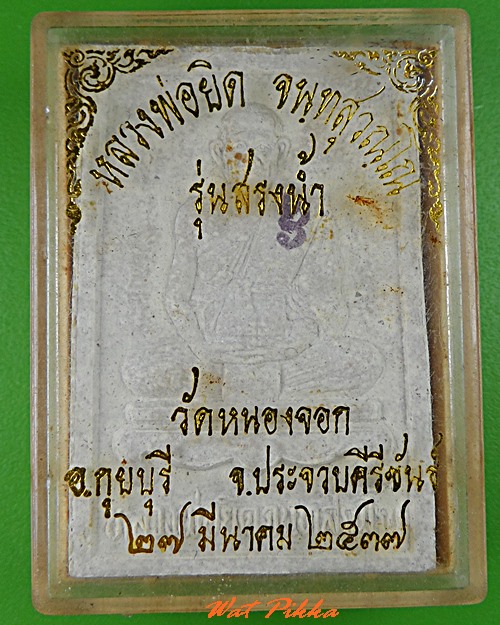 หลวงพ่อยิด จนฺทสุวณฺโณ
รุ่นสรงน้ำ
วัดหนองจอก
อ.กุยบุรี จ.ประจวบคีรีขันธ์
๒๗ มีนาคม ๒๕๓๗
Wat Pikka